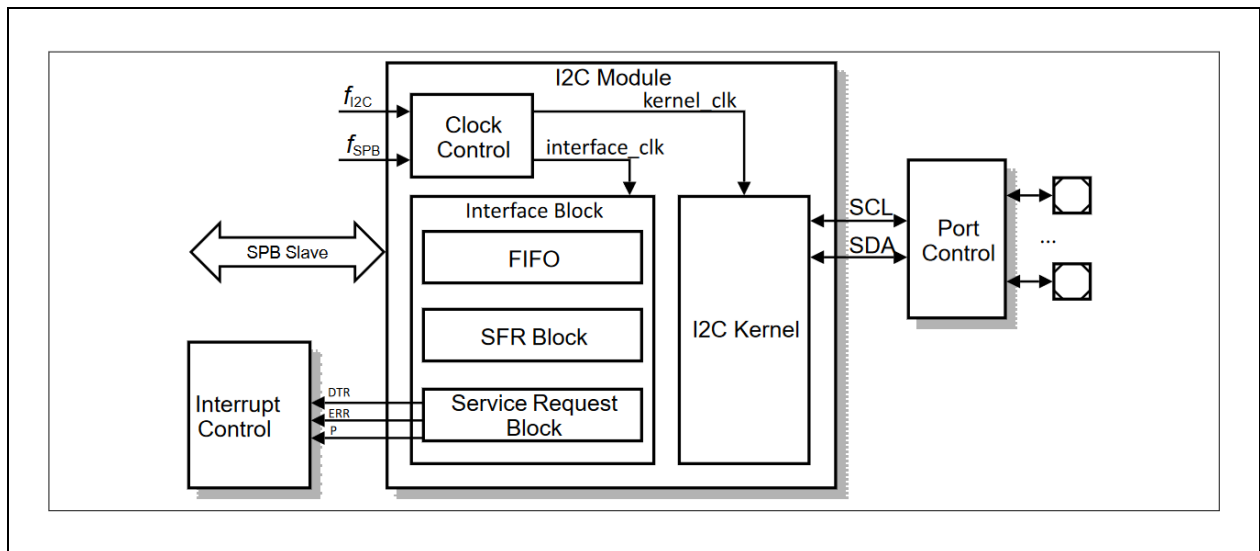 I2C Module
fI2C
kernel_clk
Clock
Control
fSPB
interface_clk
Interface Block
FIFO
SFR Block
Service Request
Block
I2C Kernel
SCL
SDA
Port
Control
...
SPB Slave
Interrupt
Control
DTR
ERR
P